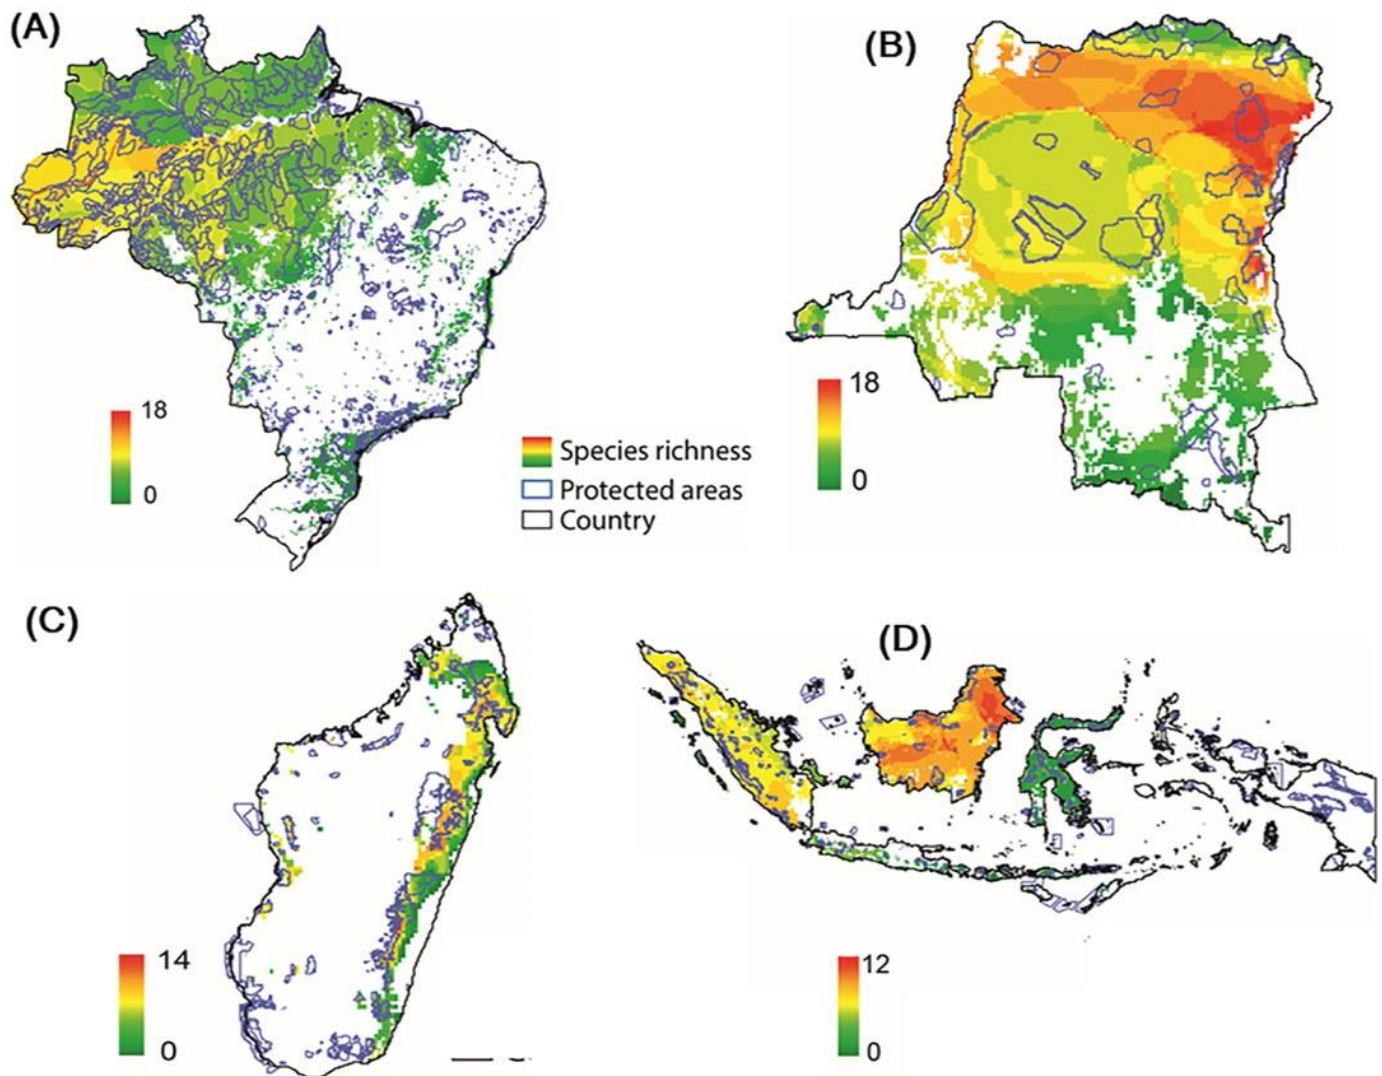 (A)
(B)
18
0
18
0
Species richness
Protected areas
Country
(C)
(D)
14
0
12
0